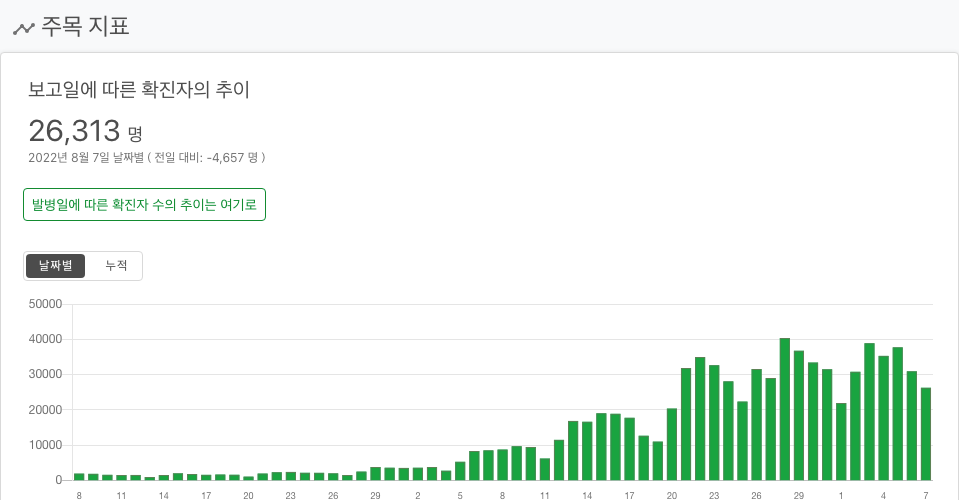 주목 지표
보고일에 따른 확진자의 추이
26,313 명
2022년 8월 7일 날짜별 ( 전일 대비: -4,657 명 )
발병일에 따른 확진자 수의 추이는 여기로
날짜별 누적
50000
40000
30000
20000
10000
0
8 11 14 17 20 23 26 29 2 5 8 11 14 17 20 23 26 29 1 4 7